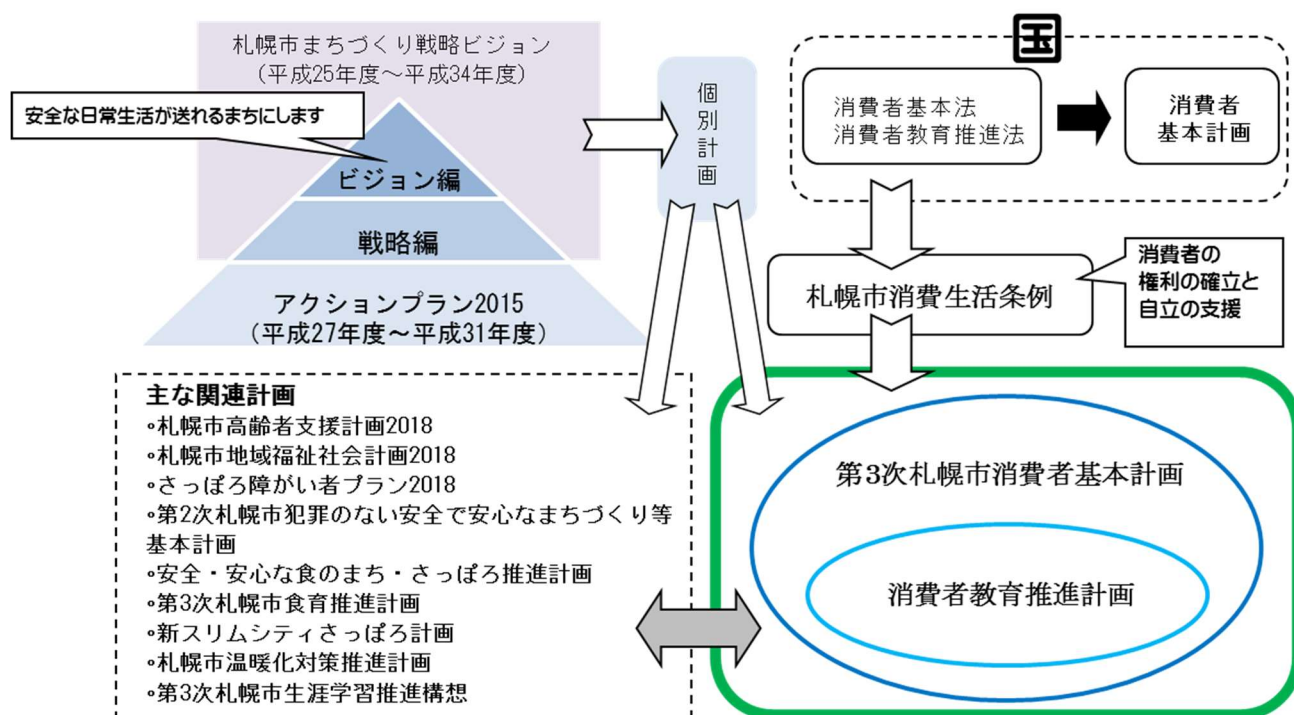 札幌市まちづくり戦略ビジョン
（平成25年度～平成34年度）
安全な日常生活が送れるまちにします
ビジョン編
戦略編
アクションプラン2015
（平成27年度～平成31年度）
個別計画
国
消費者基本法
消費者教育推進法
消費者
基本計画
札幌市消費生活条例
消費者の
権利の確立と
自立の支援
主な関連計画
•札幌市高齢者支援計画2018
•札幌市地域福祉社会計画2018
•さっぽろ障がい者プラン2018
•第2次札幌市犯罪のない安全で安心なまちづくり等
基本計画
•安全・安心な食のまち・さっぽろ推進計画
•第3次札幌市食育推進計画
•新スリムシティさっぽろ計画
•札幌市温暖化対策推進計画
•第3次札幌市生涯学習推進構想
第3次札幌市消費者基本計画
消費者教育推進計画